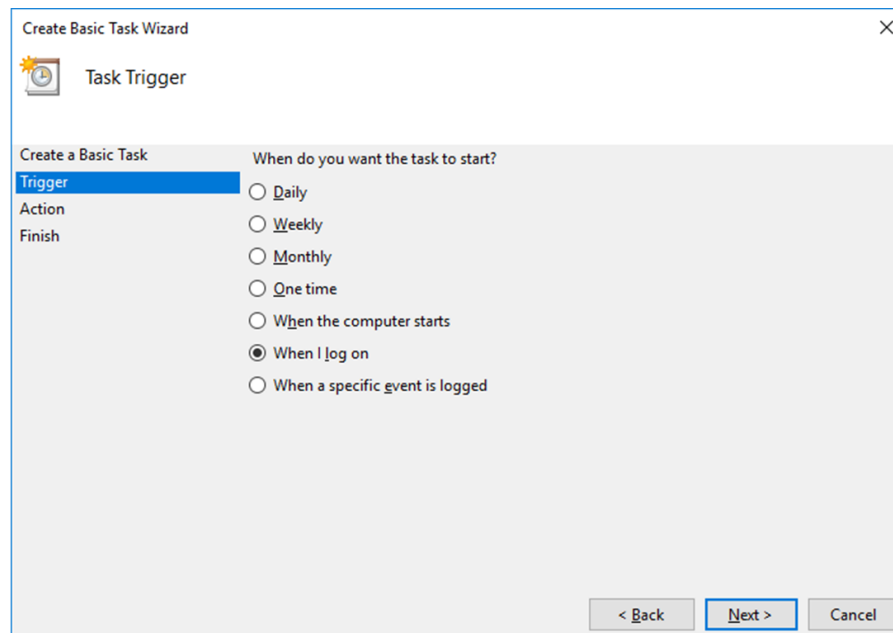 Create Basic Task Wizard
Task Trigger
Create a Basic Task
Trigger
Action
Finish
When do you want the task to start?
Daily
Weekly
Monthly
One time
When the computer starts
When I log on
When a specific event is logged
< Back
Next >
Cancel